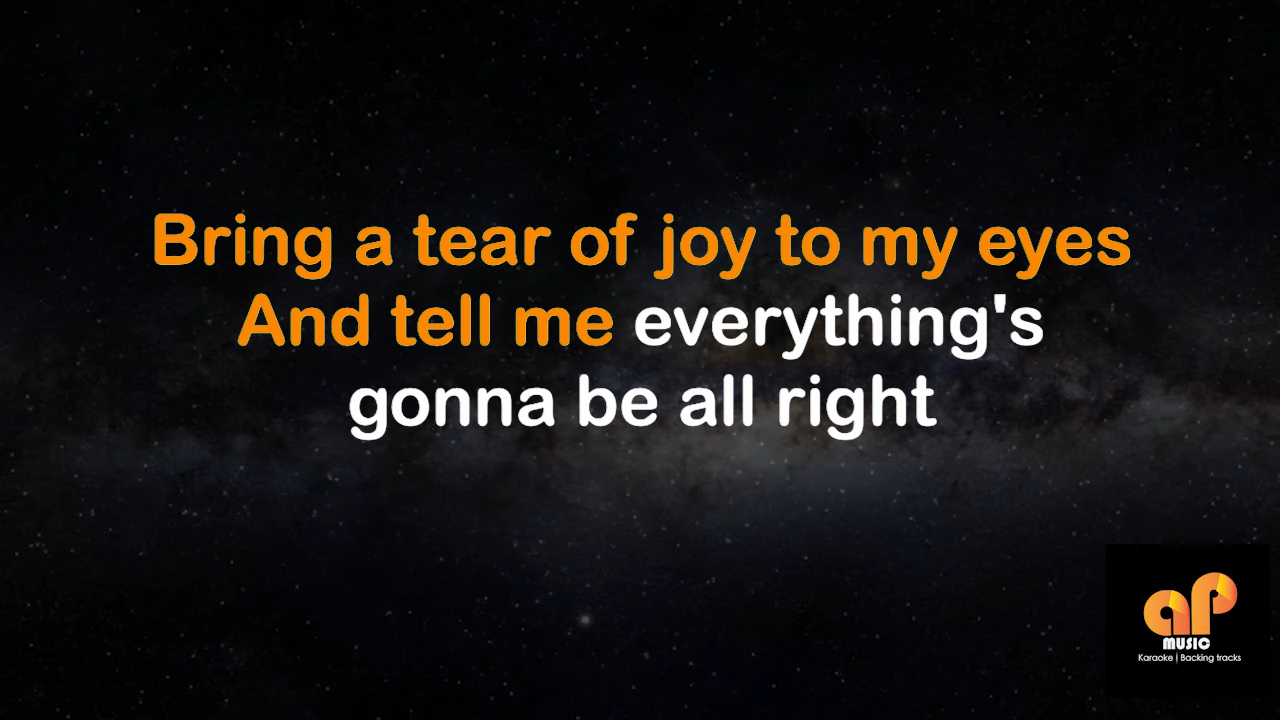 Bring a tear of joy to my eyes
And tell me everything's
gonna be all right
aP
MUSIC
Karaoke | Backing tracks